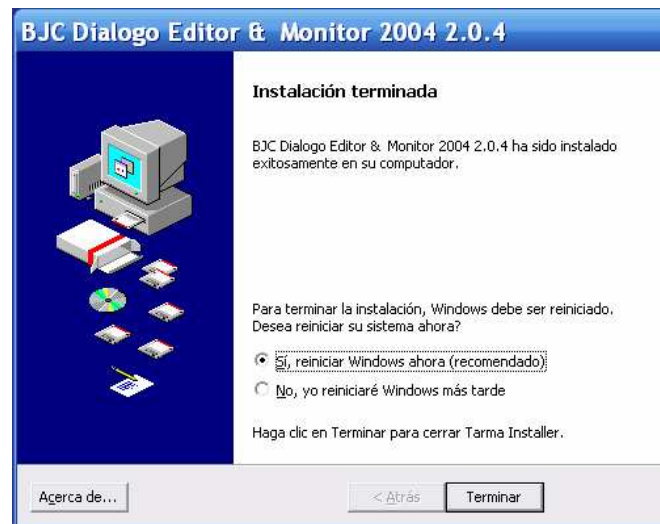 BJC Dialogo Editor & Monitor 2004 2.0.4
Instalación terminada
BJC Dialogo Editor & Monitor 2004 2.0.4 ha sido instalado
exitosamente en su computador.
Para terminar la instalación, Windows debe ser reiniciado.
Desea reiniciar su sistema ahora?
Sí, reiniciar Windows ahora (recomendado)
No, yo reiniciaré Windows más tarde
Haga clic en Terminar para cerrar Tarma Installer.
Acerca de... < Atrás Terminar